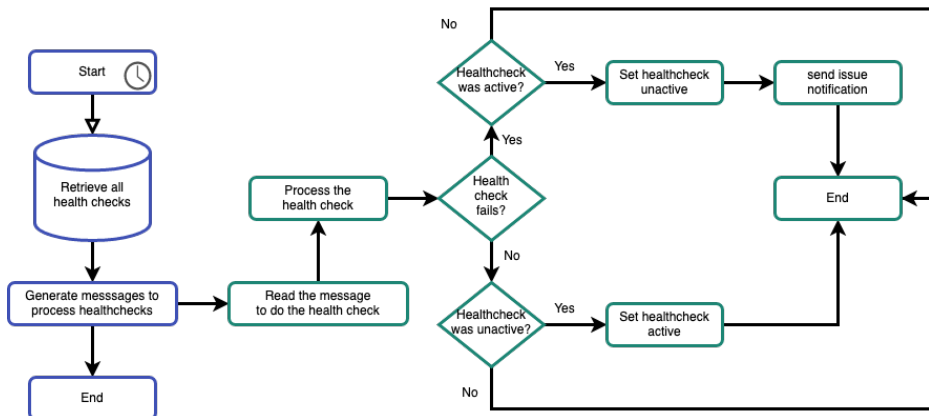 Start
Retrieve all
health checks
Generate messsages to
process healthchecks
End
Read the message
to do the health check
Process the
health check
Health
check
fails?
Yes
No
Healthcheck
was active?
No
Yes
Set healthcheck
unactive
send issue
notification
End
Healthcheck
was unactive?
Yes
No
Set healthcheck
active